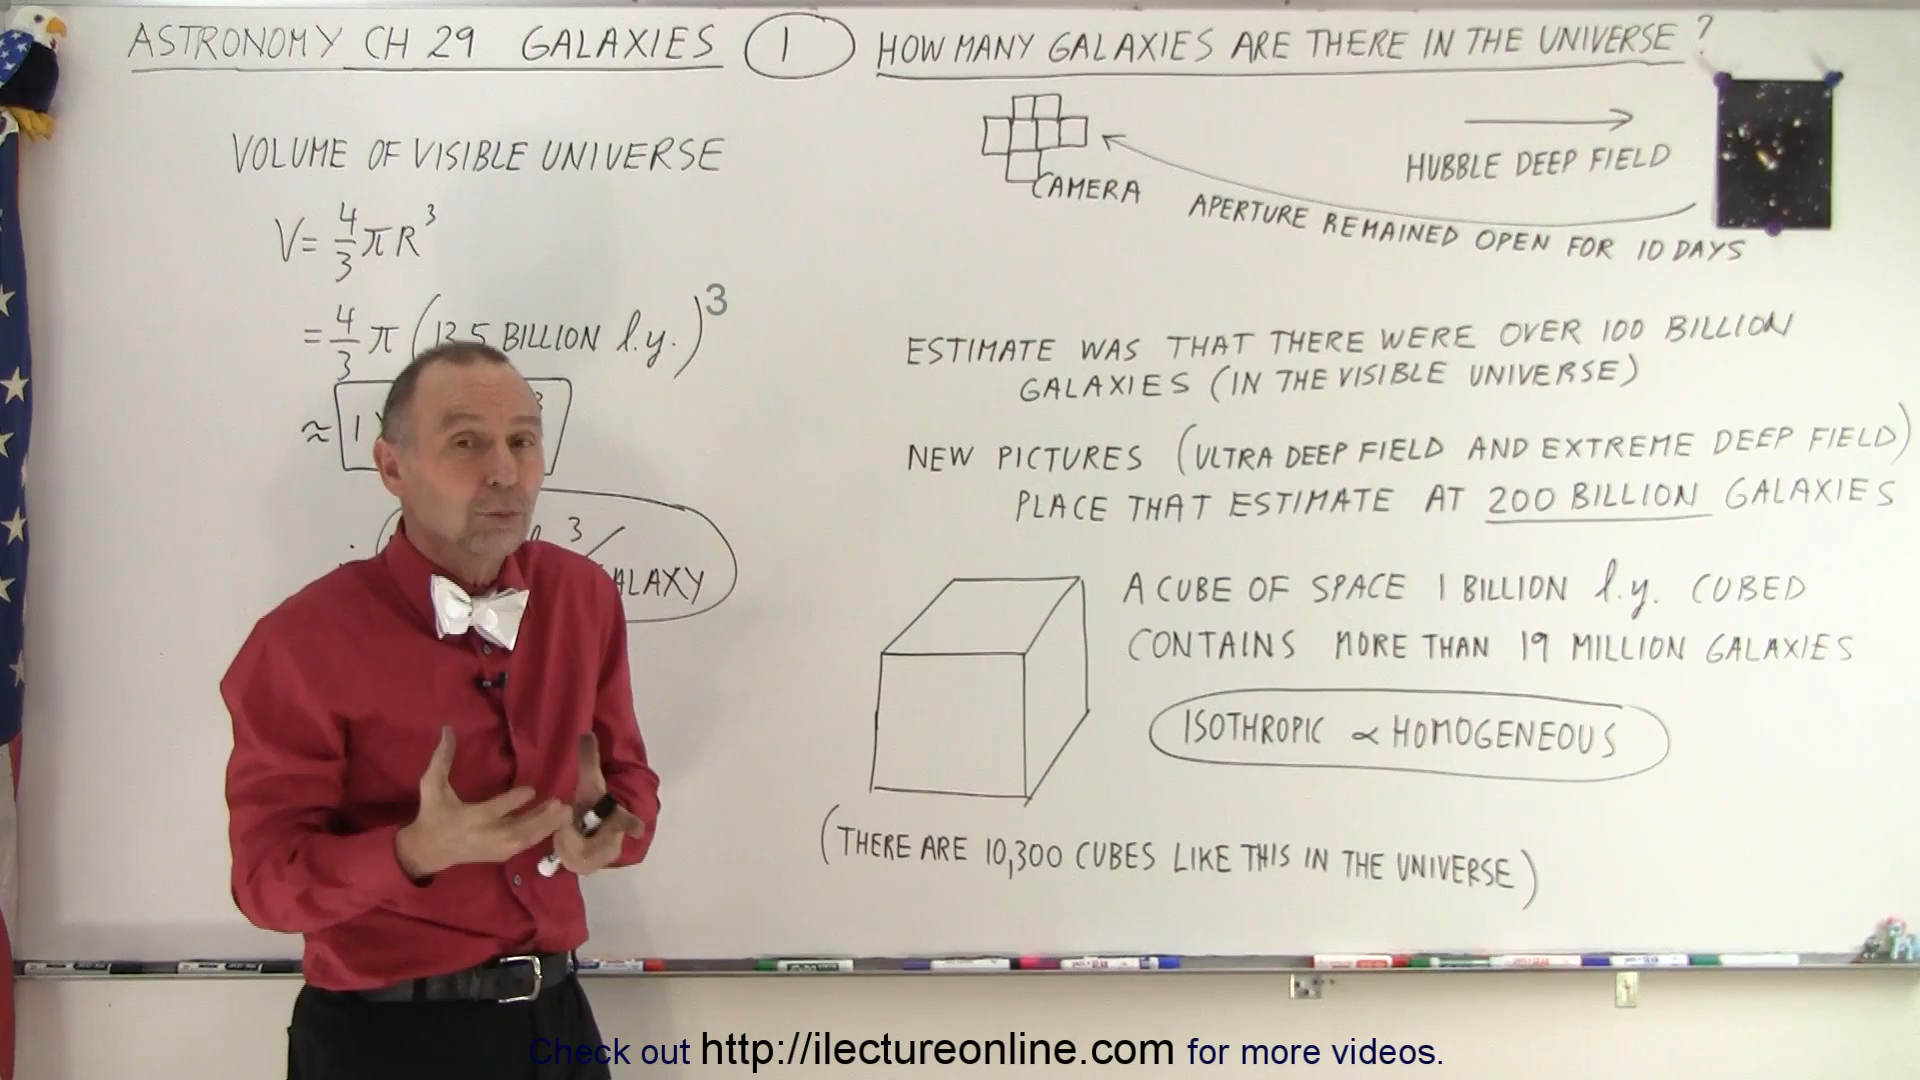 ASTRONOMY CH 29 GALAXIES 1 HOW MANY GALAXIES ARE THERE IN THE UNIVERSE ?
VOLUME OF VISIBLE UNIVERSE
V = 4/3 π R³
= 4/3 π (13.5 BILLION l.y.)³
≈ 1
3
3/
ALAXY
CAMERA
HUBBLE DEEP FIELD
APERTURE REMAINED OPEN FOR 10 DAYS
ESTIMATE WAS THAT THERE WERE OVER 100 BILLION
GALAXIES (IN THE VISIBLE UNIVERSE)
NEW PICTURES (ULTRA DEEP FIELD AND EXTREME DEEP FIELD)
PLACE THAT ESTIMATE AT 200 BILLION GALAXIES
A CUBE OF SPACE 1 BILLION l.y. CUBED
CONTAINS MORE THAN 19 MILLION GALAXIES
ISOTHROPIC ∝ HOMOGENEOUS
(THERE ARE 10,300 CUBES LIKE THIS IN THE UNIVERSE)
Check out http://ilectureonline.com for more videos.